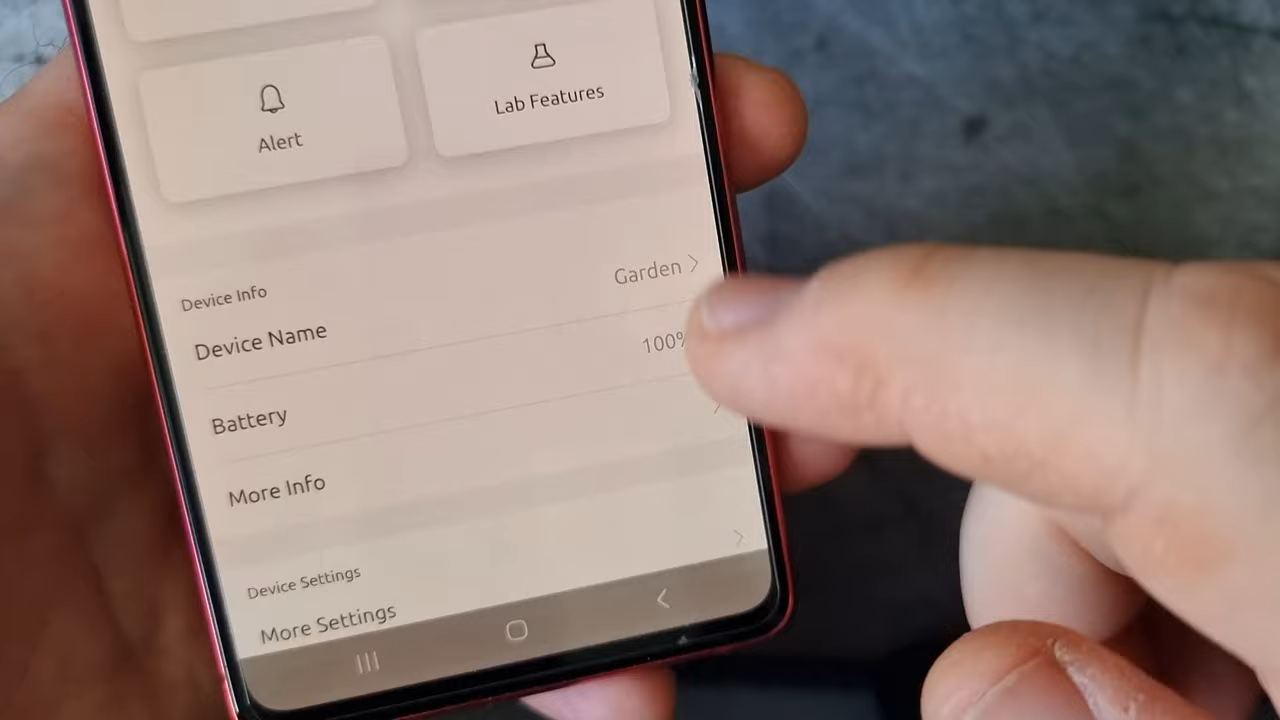 Alert
Lab Features
Device Info
Device Name
Garden
Battery
100%
More Info
Device Settings
More Settings